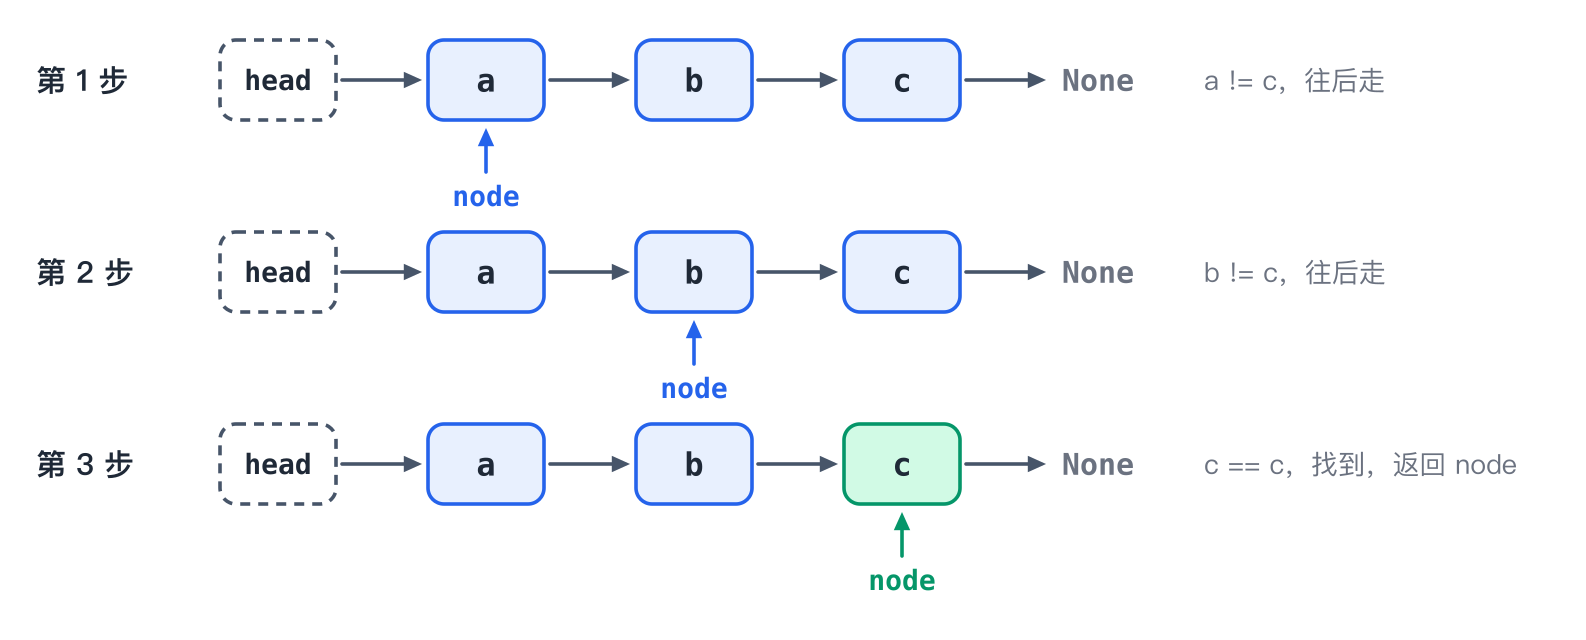 第 1 步 head a b c None a != c，往后走
node
第 2 步 head a b c None b != c，往后走
node
第 3 步 head a b c None c == c，找到，返回 node
node